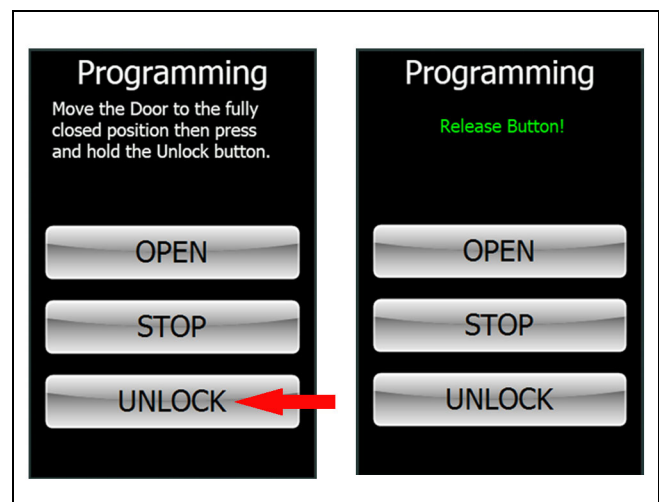 Programming
Move the Door to the fully
closed position then press
and hold the Unlock button.
OPEN
STOP
UNLOCK
Programming
Release Button!
OPEN
STOP
UNLOCK